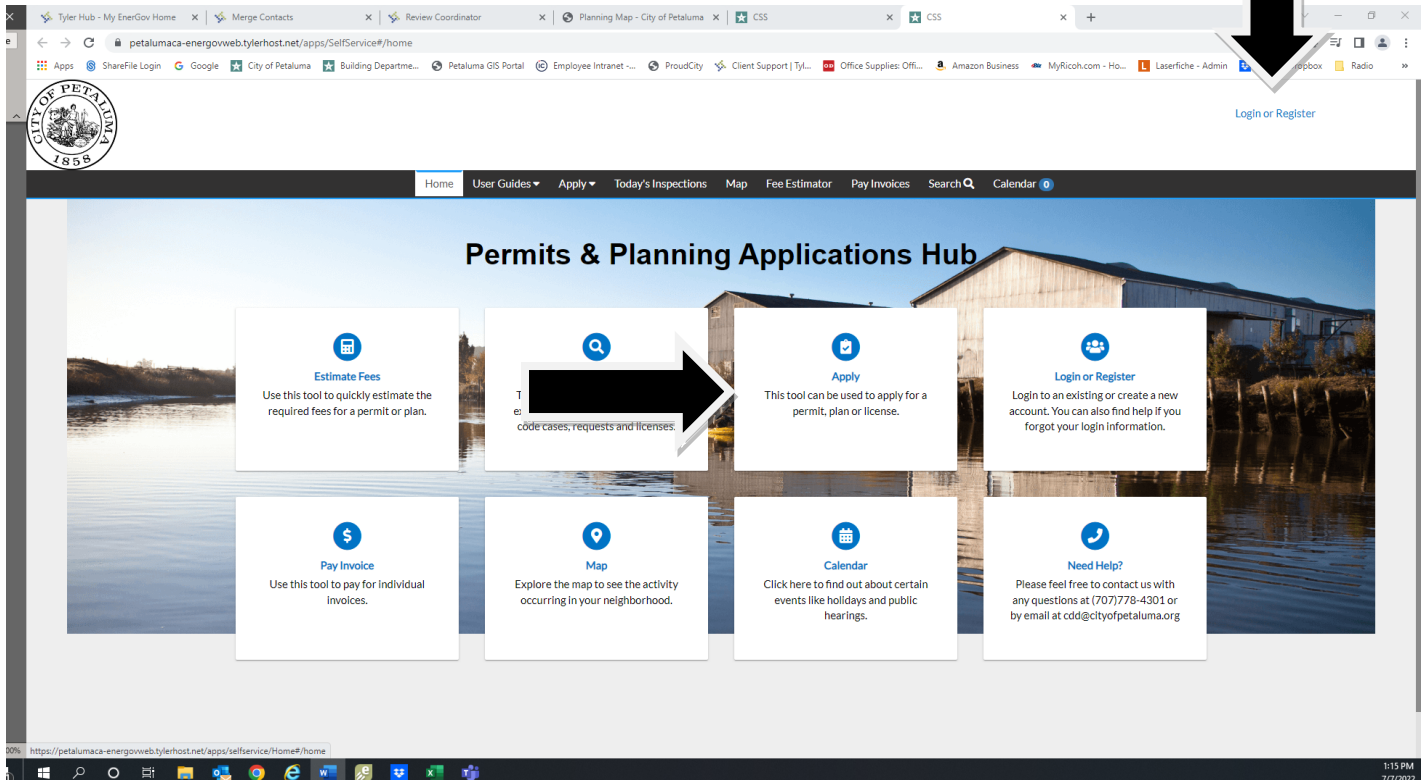 Tyler Hub - My EnerGov Home
Merge Contacts
Review Coordinator
Planning Map - City of Petaluma
CSS
CSS
petalumaca-energovweb.tylerhost.net/apps/SelfService#/home
Apps ShareFile Login Google City of Petaluma Building Departme... Petaluma GIS Portal Employee Intranet -... ProudCity Client Support | Tyl... Office Supplies: Offi... Amazon Business MyRicoh.com - Ho... Laserfiche - Admin Radio »
CITY OF PETALUMA
1858
Login or Register
Home User Guides Apply Today's Inspections Map Fee Estimator Pay Invoices Search Calendar 0
Permits & Planning Applications Hub
Estimate Fees
Use this tool to quickly estimate the
required fees for a permit or plan.
code cases, requests and licenses.
Apply
This tool can be used to apply for a
permit, plan or license.
Login or Register
Login to an existing or create a new
account. You can also find help if you
forgot your login information.
Pay Invoice
Use this tool to pay for individual
invoices.
Map
Explore the map to see the activity
occurring in your neighborhood.
Calendar
Click here to find out about certain
events like holidays and public
hearings.
Need Help?
Please feel free to contact us with
any questions at (707)778-4301 or
by email at cdd@cityofpetaluma.org
https://petalumaca-energovweb.tylerhost.net/apps/selfservice/Home#/home
1:15 PM
7/7/2022